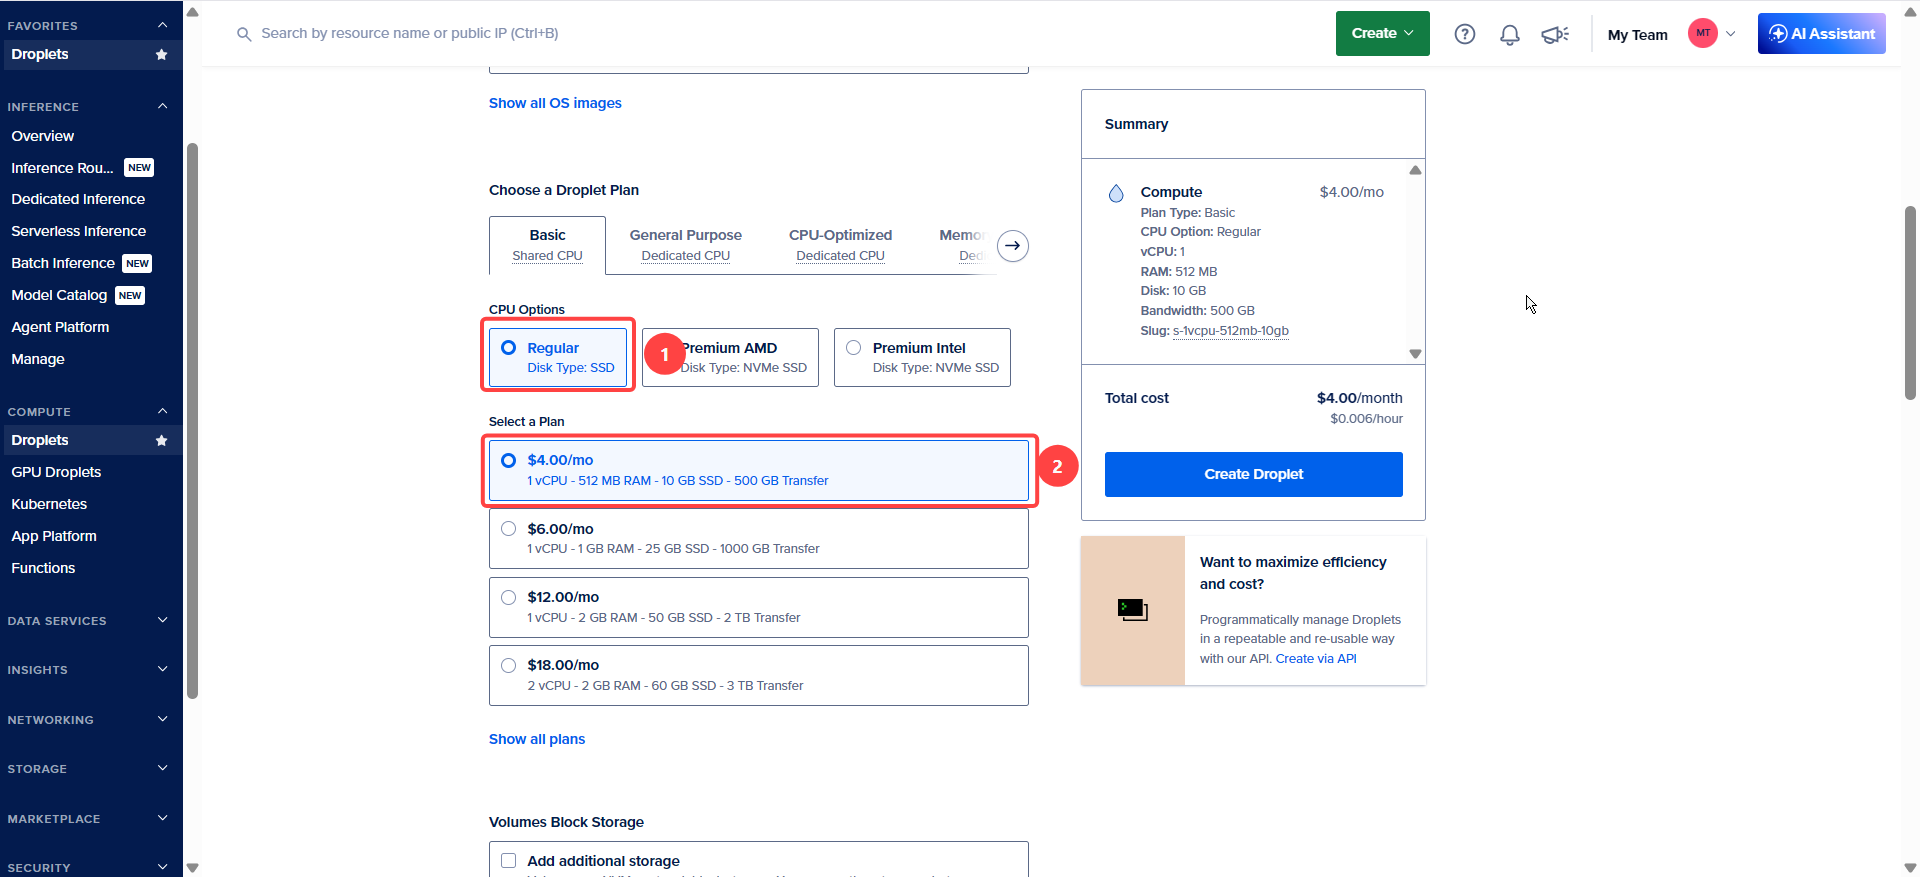 FAVORITES
Droplets
INFERENCE
Overview
Inference Rou... NEW
Dedicated Inference
Serverless Inference
Batch Inference NEW
Model Catalog NEW
Agent Platform
Manage
COMPUTE
Droplets
GPU Droplets
Kubernetes
App Platform
Functions
DATA SERVICES
INSIGHTS
NETWORKING
STORAGE
MARKETPLACE
SECURITY
Search by resource name or public IP (Ctrl+B)
Create
My Team
MT
AI Assistant
Show all OS images
Choose a Droplet Plan
Basic
Shared CPU
General Purpose
Dedicated CPU
CPU-Optimized
Dedicated CPU
Memor
Dedi
CPU Options
Regular
Disk Type: SSD
1
Premium AMD
Disk Type: NVMe SSD
Premium Intel
Disk Type: NVMe SSD
Select a Plan
$4.00/mo
1 vCPU - 512 MB RAM - 10 GB SSD - 500 GB Transfer
2
$6.00/mo
1 vCPU - 1 GB RAM - 25 GB SSD - 1000 GB Transfer
$12.00/mo
1 vCPU - 2 GB RAM - 50 GB SSD - 2 TB Transfer
$18.00/mo
2 vCPU - 2 GB RAM - 60 GB SSD - 3 TB Transfer
Show all plans
Volumes Block Storage
Add additional storage
Summary
Compute $4.00/mo
Plan Type: Basic
CPU Option: Regular
vCPU: 1
RAM: 512 MB
Disk: 10 GB
Bandwidth: 500 GB
Slug: s-1vcpu-512mb-10gb
Total cost $4.00/month
$0.006/hour
Create Droplet
Want to maximize efficiency
and cost?
Programmatically manage Droplets
in a repeatable and re-usable way
with our API. Create via API